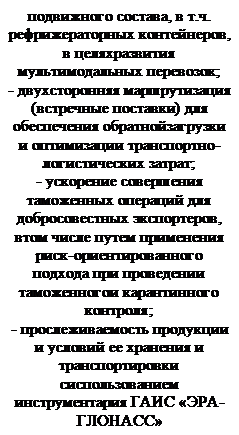 подвижного состава, в т.ч.
рефрижераторных контейнеров,
в целяхразвития
мультимодальных перевозок;
- двухсторонняя маршрутизация
(встречные поставки) для
обеспечения обратнойзагрузки
и оптимизации транспортно-
логистических затрат;
- ускорение совершения
таможенных операций для
добросовестных экспортеров,
втом числе путем применения
риск-ориентированного
подхода при проведении
таможенногои карантинного
контроля;
- прослеживаемость продукции
и условий ее хранения и
транспортировки
сиспользованием
инструментария ГАИС «ЭРА-
ГЛОНАСС»